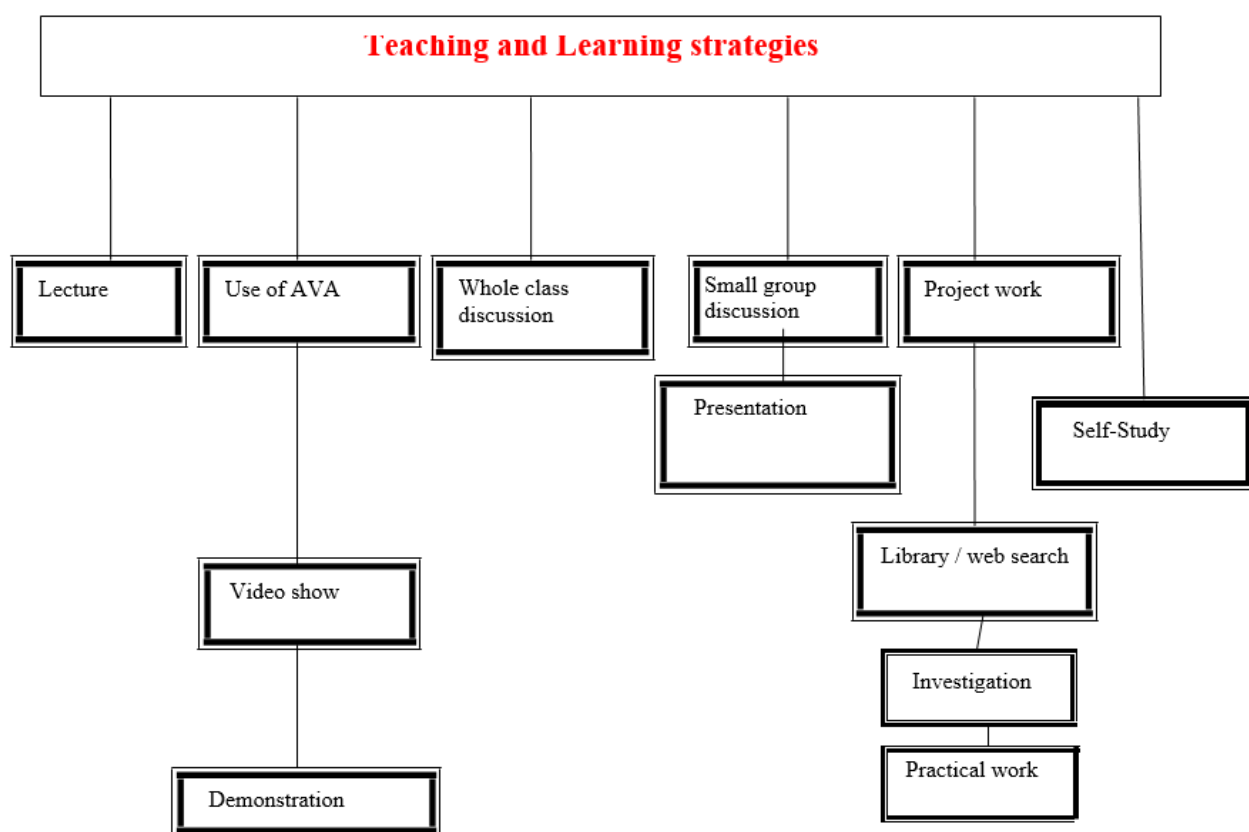 Teaching and Learning strategies
Lecture
Use of AVA
Whole class
discussion
Small group
discussion
Project work
Presentation
Self-Study
Library / web search
Video show
Investigation
Practical work
Demonstration